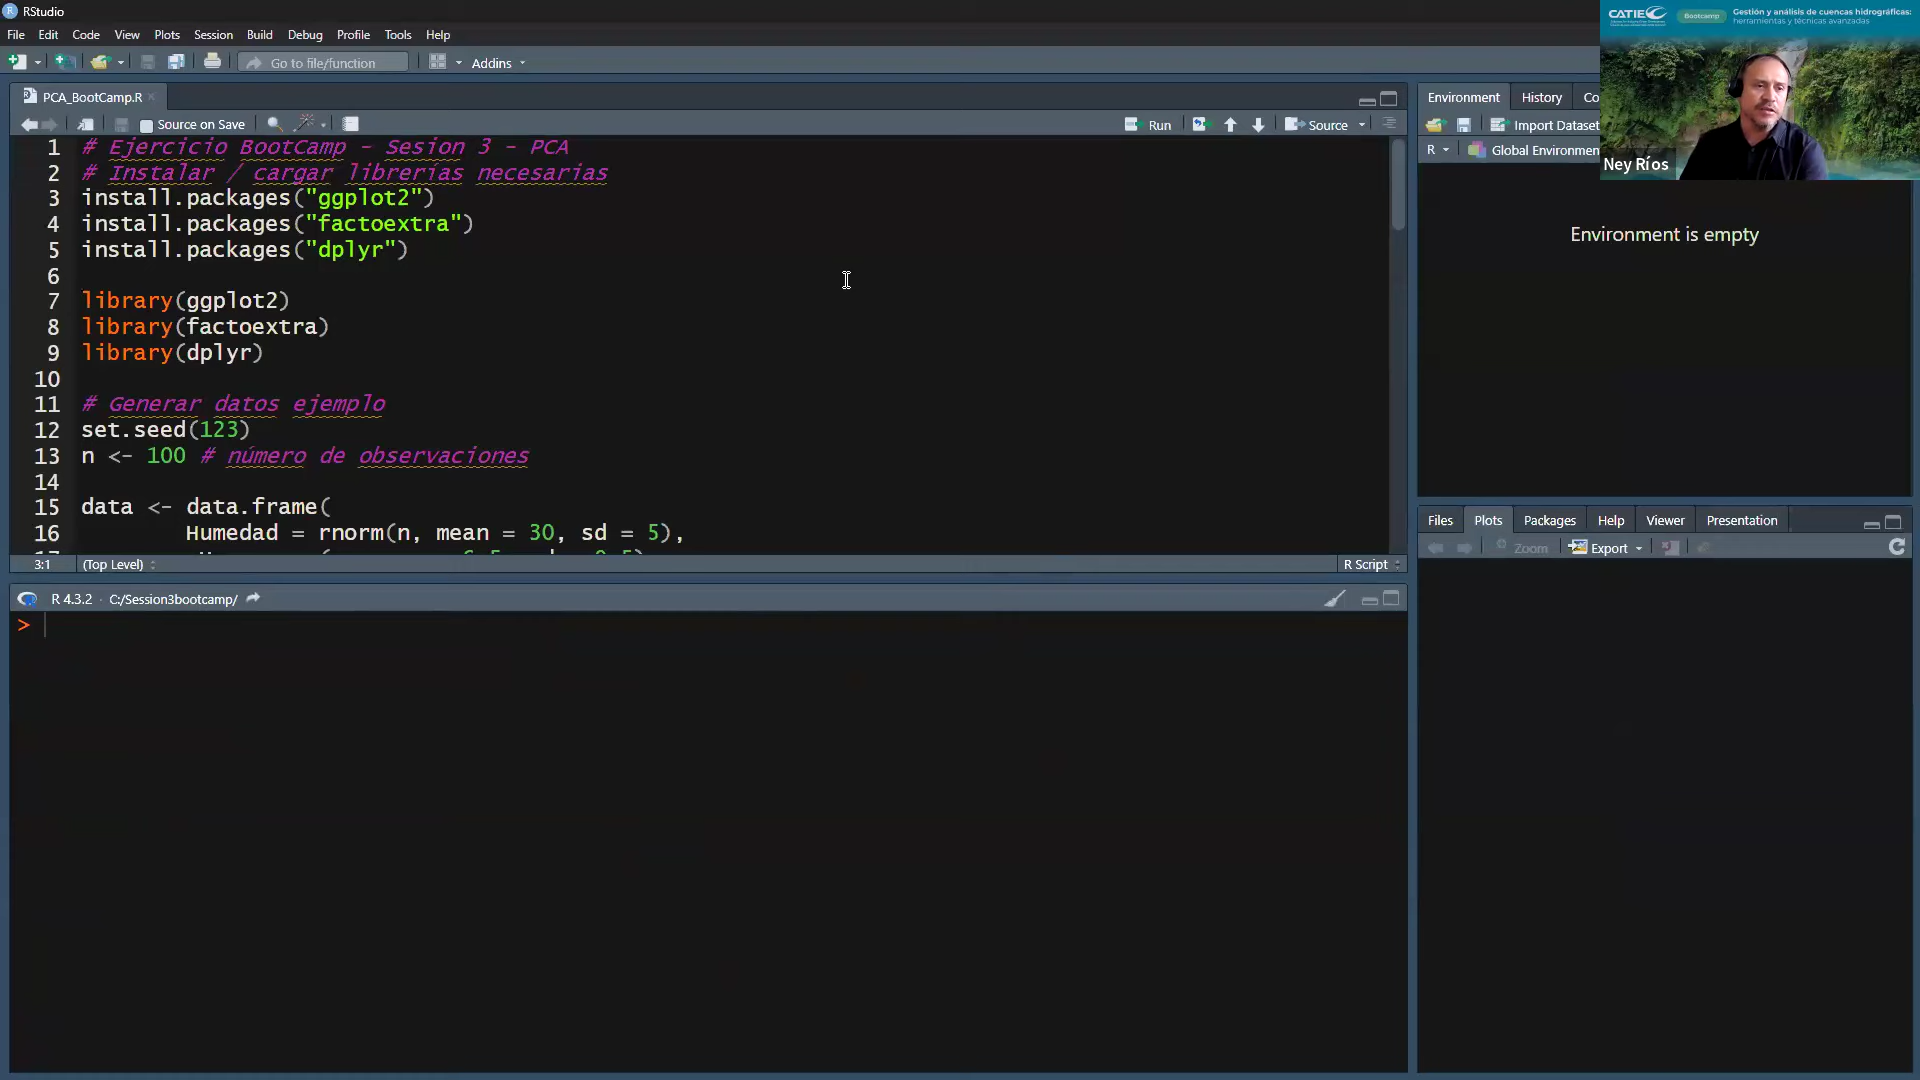 RStudio
File Edit Code View Plots Session Build Debug Profile Tools Help
Go to file/function Addins
PCA_BootCamp.R
Source on Save Run Source
1 # Ejercicio BootCamp - Sesion 3 - PCA
2 # Instalar / cargar librerías necesarias
3 install.packages("ggplot2")
4 install.packages("factoextra")
5 install.packages("dplyr")
6
7 library(ggplot2)
8 library(factoextra)
9 library(dplyr)
10
11 # Generar datos ejemplo
12 set.seed(123)
13 n <- 100 # número de observaciones
14
15 data <- data.frame(
16 Humedad = rnorm(n, mean = 30, sd = 5),
3:1 (Top Level) R Script
R 4.3.2 · C:/Session3bootcamp/
>
Environment History Co
Import Dataset
R Global Environmen
Environment is empty
Files Plots Packages Help Viewer Presentation
Zoom Export
CATIE
Bootcamp
Gestión y análisis de cuencas hidrográficas:
herramientas y técnicas avanzadas
Ney Ríos